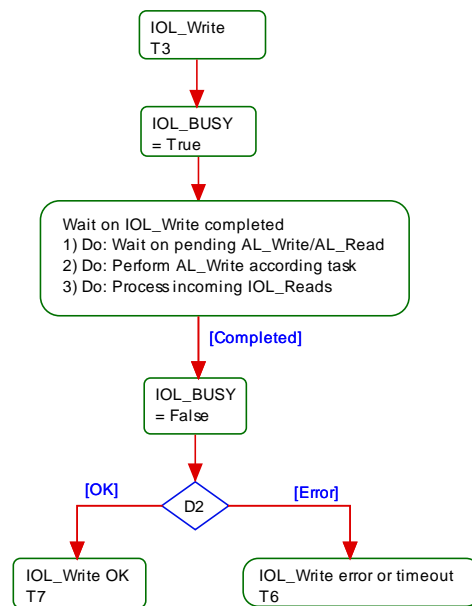 IOL_Write
T3
IOL_BUSY
= True
Wait on IOL_Write completed
1) Do: Wait on pending AL_Write/AL_Read
2) Do: Perform AL_Write according task
3) Do: Process incoming IOL_Reads
[Completed]
IOL_BUSY
= False
[OK]
[Error]
D2
IOL_Write OK
T7
IOL_Write error or timeout
T6